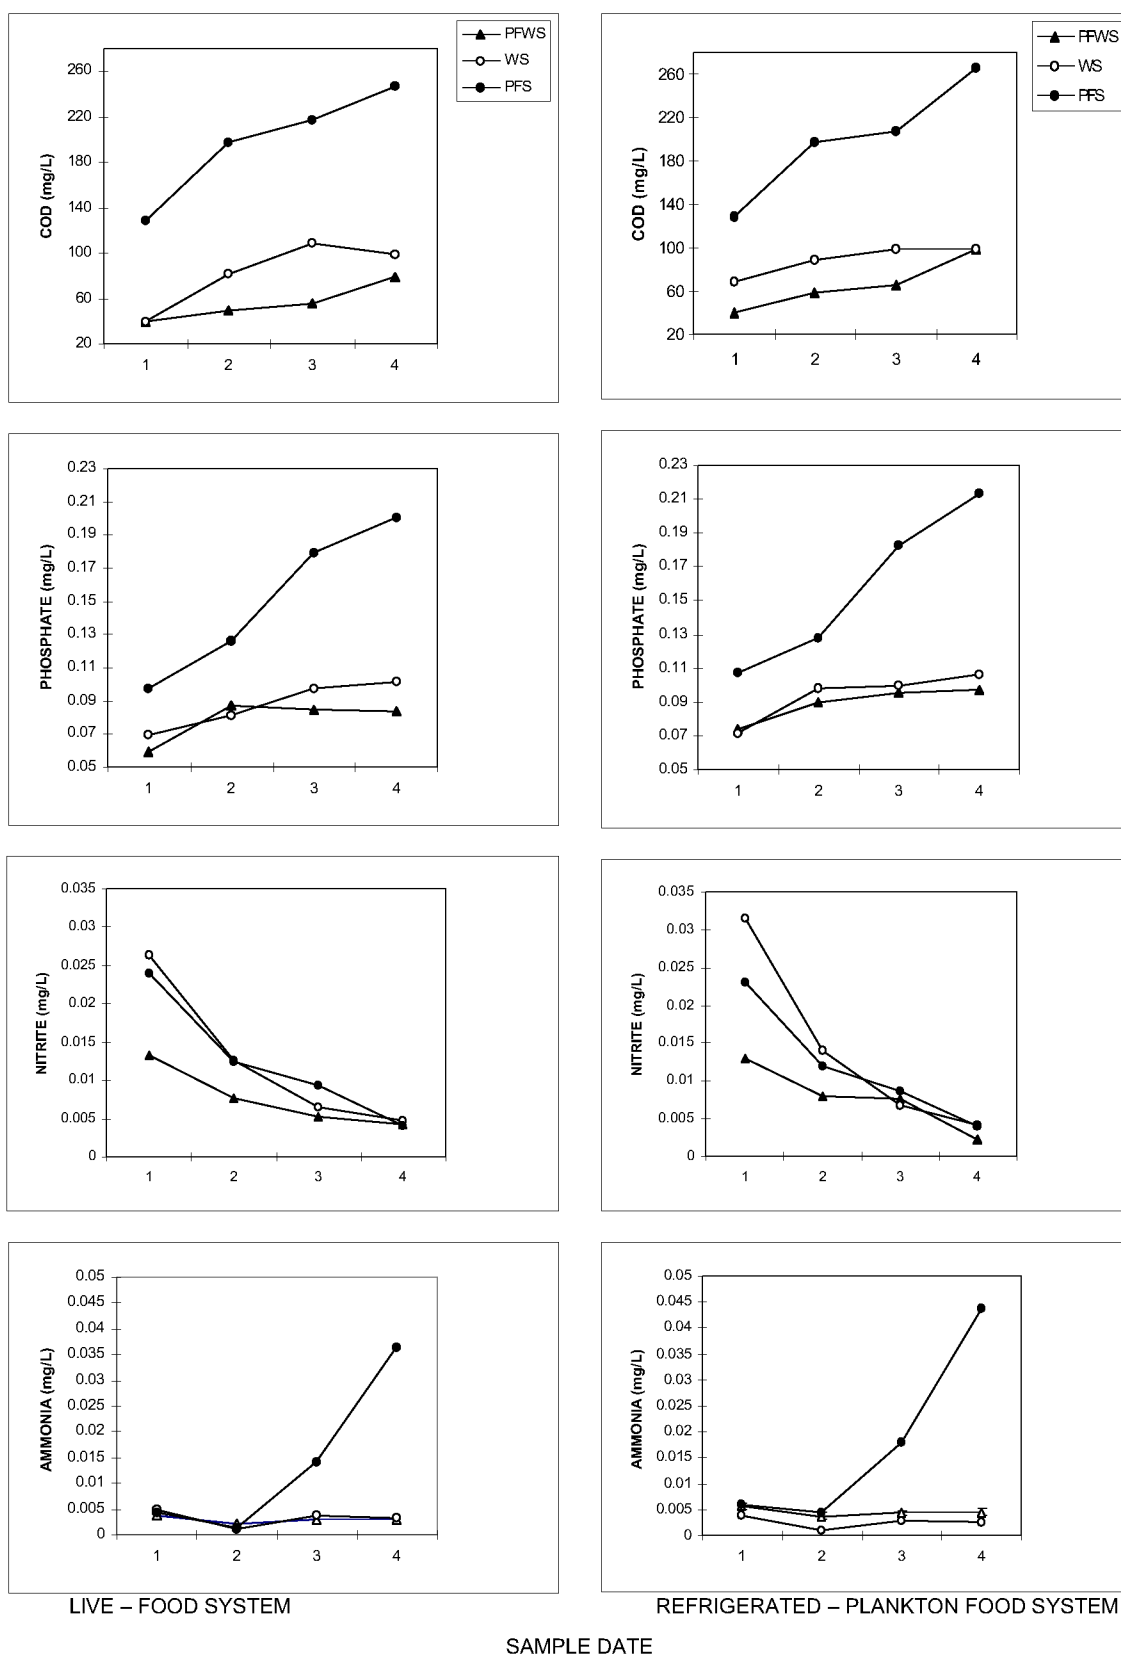 PFWS
WS
PFS
COD (mg/L)
260
220
180
140
100
60
20
1 2 3 4
PFWS
WS
PFS
COD (mg/L)
260
220
180
140
100
60
20
1 2 3 4
PHOSPHATE (mg/L)
0.23
0.21
0.19
0.17
0.15
0.13
0.11
0.09
0.07
0.05
1 2 3 4
PHOSPHATE (mg/L)
0.23
0.21
0.19
0.17
0.15
0.13
0.11
0.09
0.07
0.05
1 2 3 4
NITRITE (mg/L)
0.035
0.03
0.025
0.02
0.015
0.01
0.005
0
1 2 3 4
NITRITE (mg/L)
0.035
0.03
0.025
0.02
0.015
0.01
0.005
0
1 2 3 4
AMMONIA (mg/L)
0.05
0.045
0.04
0.035
0.03
0.025
0.02
0.015
0.01
0.005
0
1 2 3 4
AMMONIA (mg/L)
0.05
0.045
0.04
0.035
0.03
0.025
0.02
0.015
0.01
0.005
0
1 2 3 4
LIVE – FOOD SYSTEM
REFRIGERATED – PLANKTON FOOD SYSTEM
SAMPLE DATE